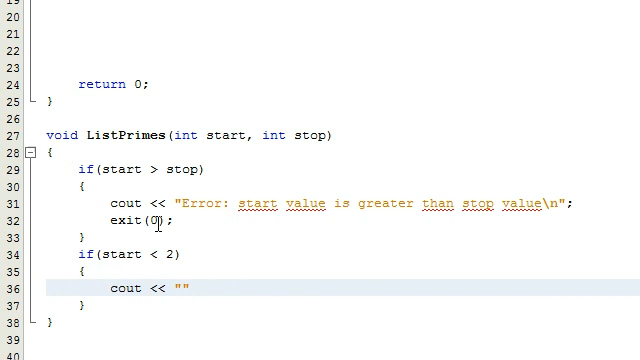 19
20
21
22
23
24 return 0;
25 }
26
27 void ListPrimes(int start, int stop)
28 {
29 if(start > stop)
30 {
31 cout << "Error: start value is greater than stop value\n";
32 exit(0);
33 }
34 if(start < 2)
35 {
36 cout << ""
37 }
38 }
39
40